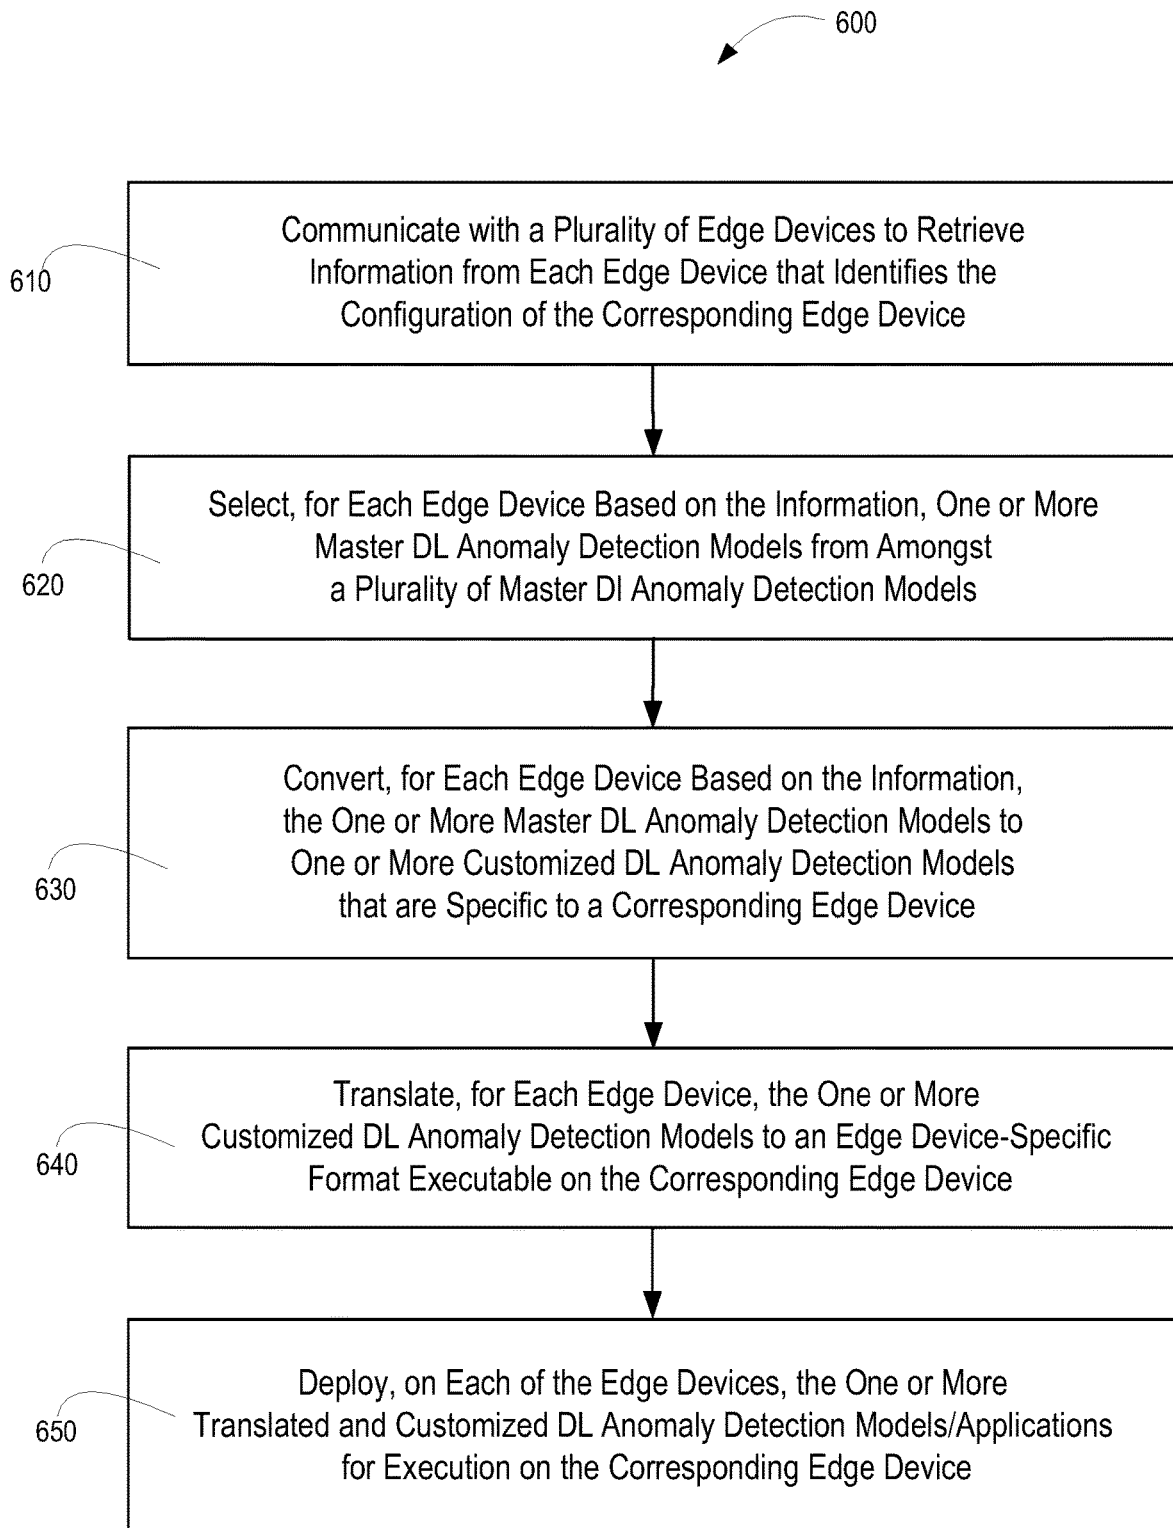 600
Communicate with a Plurality of Edge Devices to Retrieve
Information from Each Edge Device that Identifies the
Configuration of the Corresponding Edge Device
610
Select, for Each Edge Device Based on the Information, One or More
Master DL Anomaly Detection Models from Amongst
a Plurality of Master Dl Anomaly Detection Models
620
Convert, for Each Edge Device Based on the Information,
the One or More Master DL Anomaly Detection Models to
One or More Customized DL Anomaly Detection Models
that are Specific to a Corresponding Edge Device
630
Translate, for Each Edge Device, the One or More
Customized DL Anomaly Detection Models to an Edge Device-Specific
Format Executable on the Corresponding Edge Device
640
Deploy, on Each of the Edge Devices, the One or More
Translated and Customized DL Anomaly Detection Models/Applications
for Execution on the Corresponding Edge Device
650